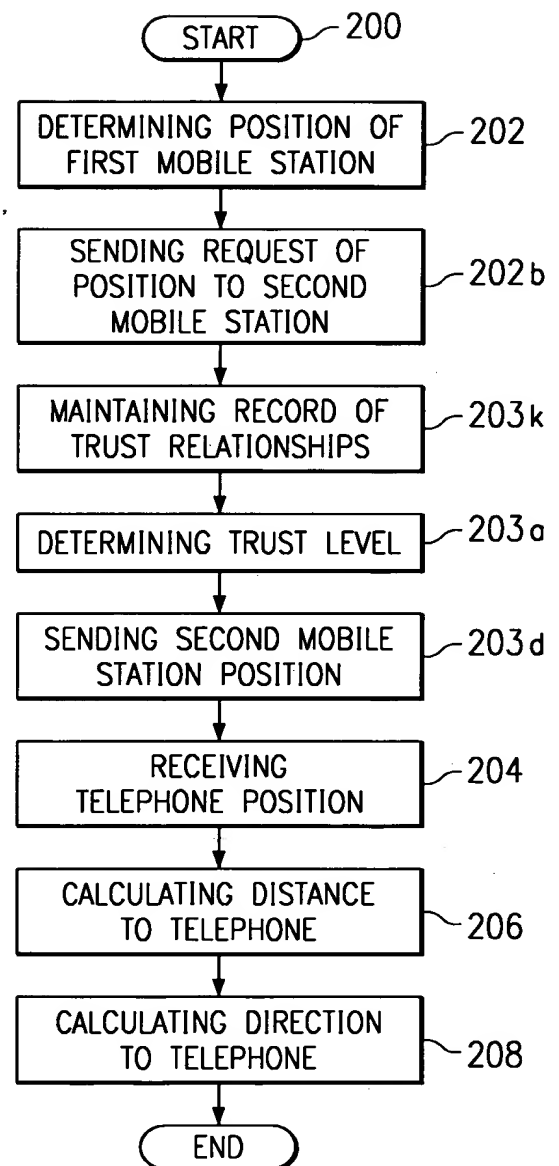 START
200
DETERMINING POSITION OF
FIRST MOBILE STATION
202
SENDING REQUEST OF
POSITION TO SECOND
MOBILE STATION
202b
MAINTAINING RECORD OF
TRUST RELATIONSHIPS
203k
DETERMINING TRUST LEVEL
203a
SENDING SECOND MOBILE
STATION POSITION
203d
RECEIVING
TELEPHONE POSITION
204
CALCULATING DISTANCE
TO TELEPHONE
206
CALCULATING DIRECTION
TO TELEPHONE
208
END